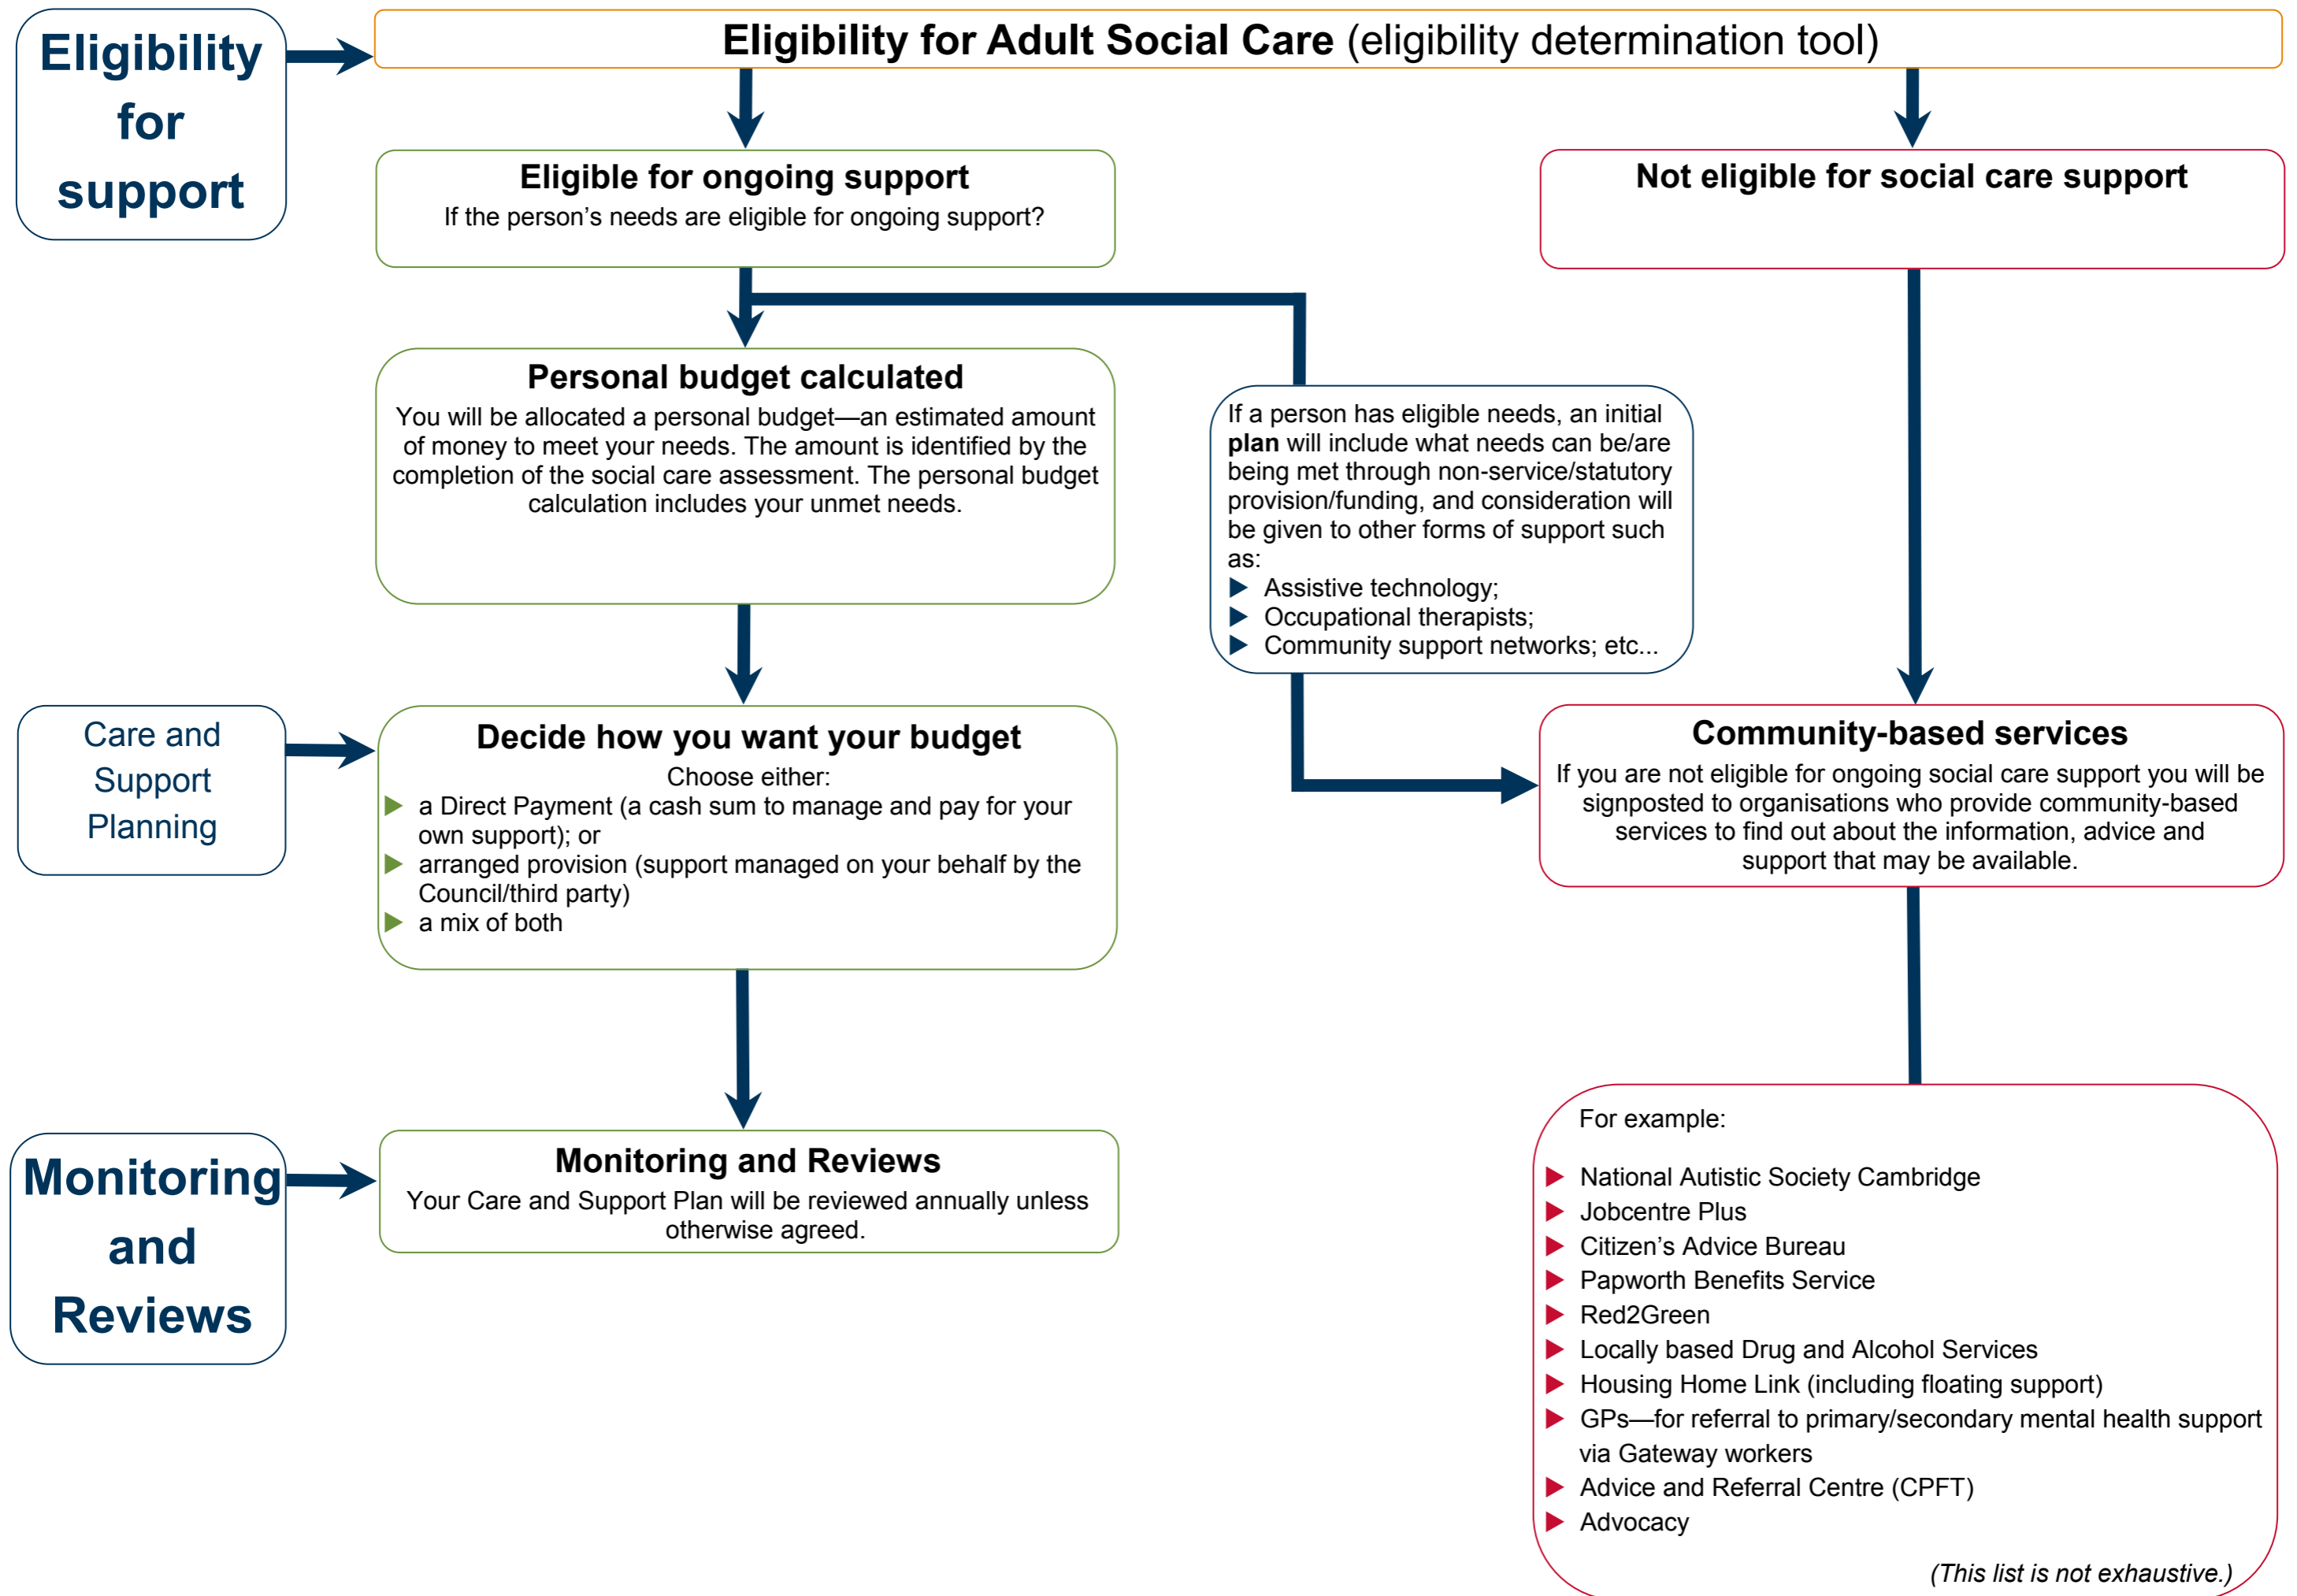 Eligibility
for
support
Eligibility for Adult Social Care (eligibility determination tool)
Eligible for ongoing support
If the person’s needs are eligible for ongoing support?
Not eligible for social care support
Personal budget calculated
You will be allocated a personal budget—an estimated amount
of money to meet your needs. The amount is identified by the
completion of the social care assessment. The personal budget
calculation includes your unmet needs.
If a person has eligible needs, an initial
plan will include what needs can be/are
being met through non-service/statutory
provision/funding, and consideration will
be given to other forms of support such
as:
Assistive technology;
Occupational therapists;
Community support networks; etc...
Care and
Support
Planning
Decide how you want your budget
Choose either:
a Direct Payment (a cash sum to manage and pay for your
own support); or
arranged provision (support managed on your behalf by the
Council/third party)
a mix of both
Community-based services
If you are not eligible for ongoing social care support you will be
signposted to organisations who provide community-based
services to find out about the information, advice and
support that may be available.
Monitoring
and
Reviews
Monitoring and Reviews
Your Care and Support Plan will be reviewed annually unless
otherwise agreed.
For example:
National Autistic Society Cambridge
Jobcentre Plus
Citizen’s Advice Bureau
Papworth Benefits Service
Red2Green
Locally based Drug and Alcohol Services
Housing Home Link (including floating support)
GPs—for referral to primary/secondary mental health support
via Gateway workers
Advice and Referral Centre (CPFT)
Advocacy
(This list is not exhaustive.)